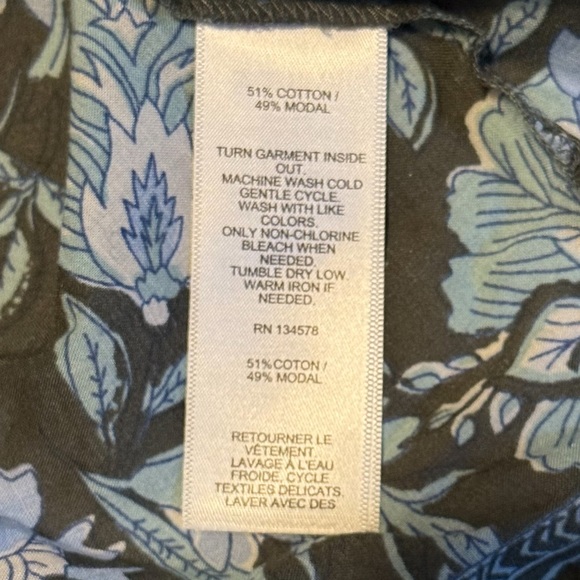 51% COTTON /
49% MODAL
TURN GARMENT INSIDE
OUT.
MACHINE WASH COLD
GENTLE CYCLE.
WASH WITH LIKE
COLORS.
ONLY NON-CHLORINE
BLEACH WHEN
NEEDED.
TUMBLE DRY LOW.
WARM IRON IF
NEEDED.
RN 134578
51% COTON /
49% MODAL
RETOURNER LE
VÊTEMENT.
LAVAGE À L'EAU
FROIDE, CYCLE
TEXTILES DÉLICATS.
LAVER AVEC DES